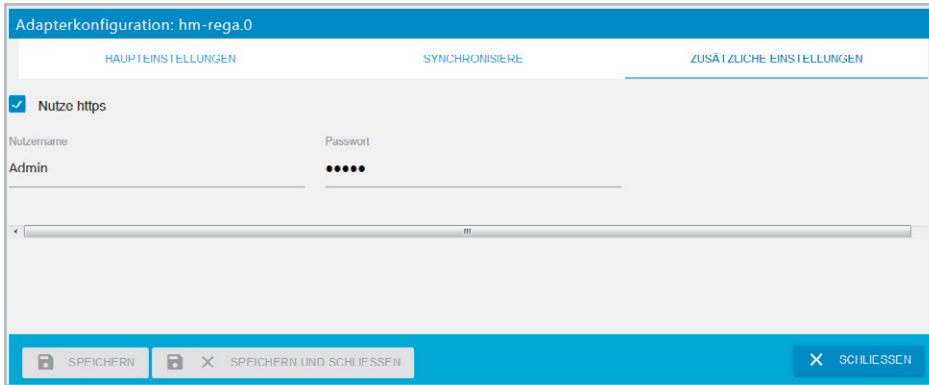 Adapterkonfiguration: hm-rega.0
HAUPTEINSTELLUNGEN
SYNCHRONISIERE
ZUSÄTZLICHE EINSTELLUNGEN
Nutze https
Nutzername
Passwort
Admin
•••••
SPEICHERN
SPEICHERN UND SCHLIESSEN
SCHLIESSEN